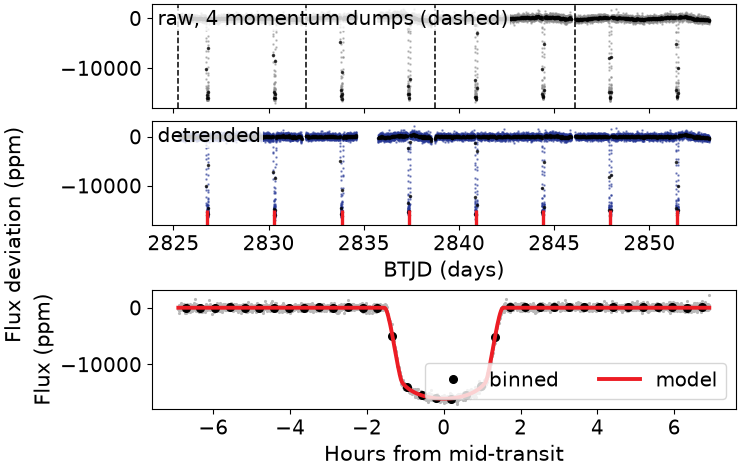 raw, 4 momentum dumps (dashed)
0
−10000
detrended
0
−10000
2825 2830 2835 2840 2845 2850
BTJD (days)
Flux deviation (ppm)
Flux (ppm)
0
−10000
binned model
−6 −4 −2 0 2 4 6
Hours from mid-transit